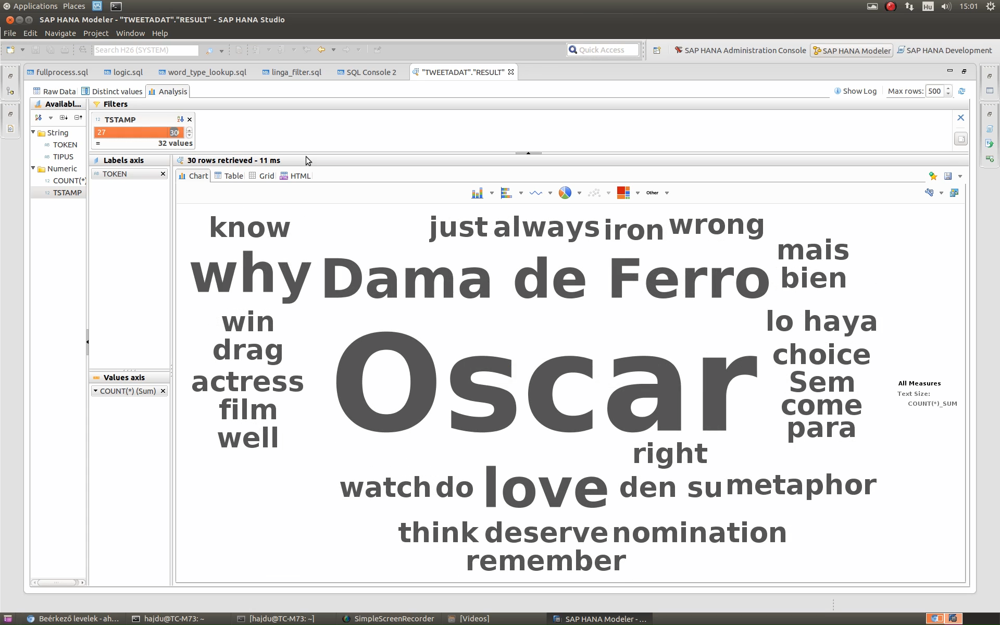 Applications Places Hu 15:01
SAP HANA Modeler - "TWEETADAT"."RESULT" - SAP HANA Studio
File Edit Navigate Project Window Help
Search H26 (SYSTEM) Quick Access SAP HANA Administration Console SAP HANA Modeler SAP HANA Development
fullprocess.sql logic.sql word_type_lookup.sql linga_filter.sql SQL Console 2 "TWEETADAT"."RESULT"
Raw Data Distinct values Analysis Show Log Max rows: 500
Availabl... Filters
12 TSTAMP
27 30
= 32 values
String
AB TOKEN
AB TIPUS
Numeric
12 COUNT(*)
12 TSTAMP
Labels axis 30 rows retrieved - 11 ms
AB TOKEN
Chart Table Grid HTML
Other
know just always iron wrong
mais
why Dama de Ferro bien
win lo haya
drag choice
actress Oscar Sem
film come
well para
right
watch do love den su metaphor
think deserve nomination
remember
Values axis
COUNT(*) (Sum)
All Measures
Text Size:
COUNT(*)_SUM
Beérkező levelek - ah... hajdu@TC-M73: ~ [hajdu@TC-M73: ~] SimpleScreenRecorder [Videos] SAP HANA Modeler - ...